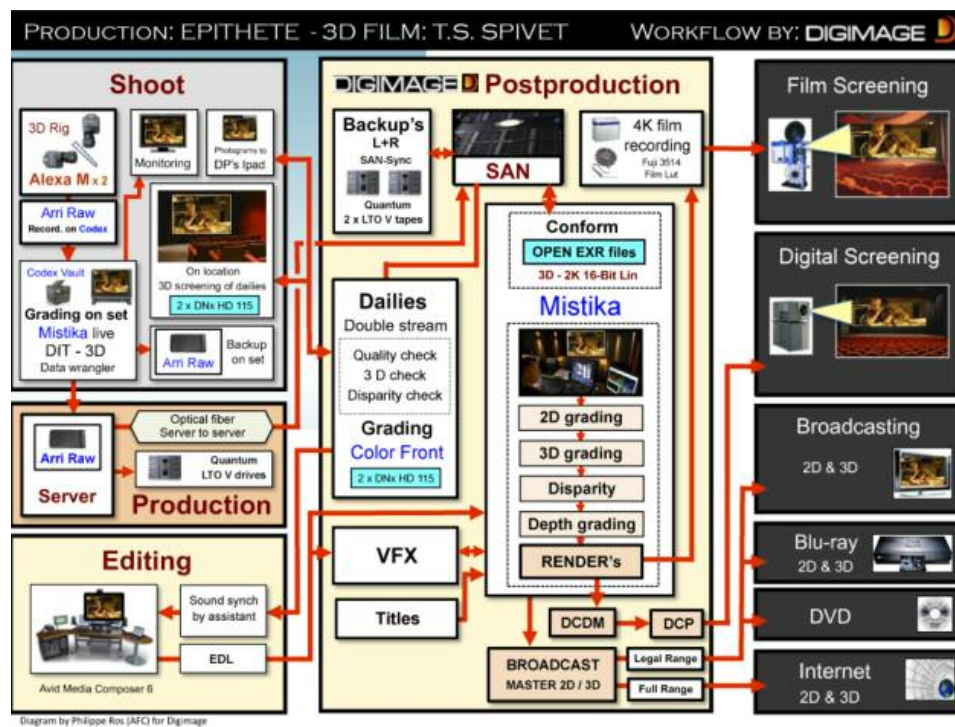 PRODUCTION: EPITHETE - 3D FILM: T.S. SPIVET
WORKFLOW BY: DIGIMAGE D
Shoot
3D Rig
Alexa M x 2
Monitoring
Photograms to
DP's Ipad
Arri Raw
Record. on Codex
On location
3D screening of dailies
2 x DNx HD 115
Codex Vault
Grading on set
Mistika live
DIT - 3D
Data wrangler
Arri Raw
Backup
on set
Arri Raw
Server
Optical fiber
Server to server
Quantum
LTO V drives
Production
Editing
Avid Media Composer 6
Sound synch
by assistant
EDL
DIGIMAGE D Postproduction
Backup's
L+R
SAN-Sync
Quantum
2 x LTO V tapes
SAN
4K film
recording
Fuji 3514
Film Lut
Dailies
Double stream
Quality check
3 D check
Disparity check
Grading
Color Front
2 x DNx HD 115
VFX
Titles
Conform
OPEN EXR files
3D - 2K 16-Bit Lin
Mistika
2D grading
3D grading
Disparity
Depth grading
RENDER's
DCDM
DCP
BROADCAST
MASTER 2D / 3D
Legal Range
Full Range
Film Screening
Digital Screening
Broadcasting
2D & 3D
Blu-ray
2D & 3D
DVD
Internet
2D & 3D
Diagram by Philippe Ros (AFC) for Digimage